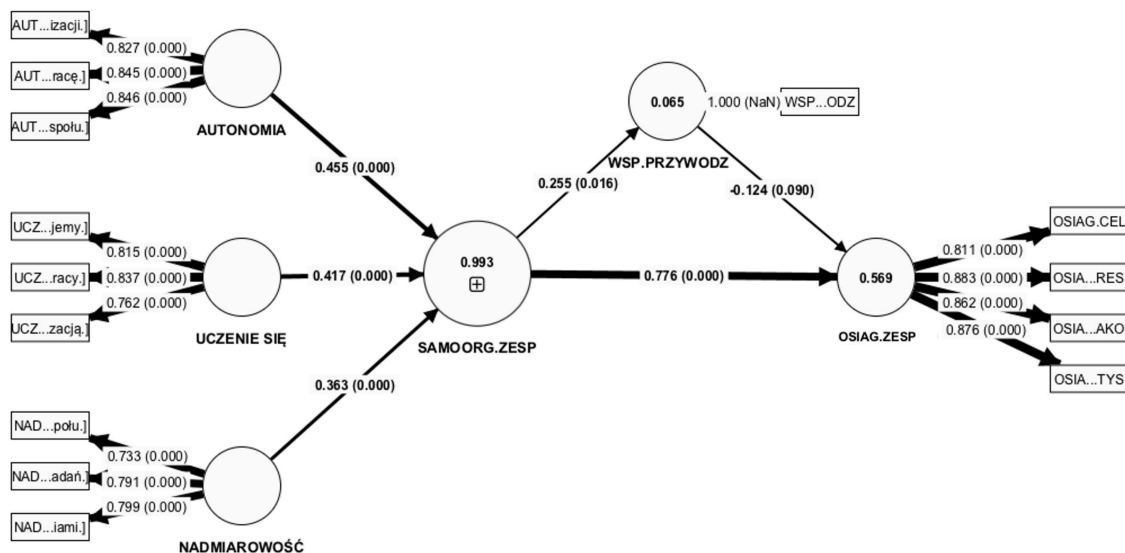 AUT...izacji.]
0.827 (0.000)
AUT...racę.]
0.845 (0.000)
0.846 (0.000)
AUT...społu.]
AUTONOMIA
0.455 (0.000)
0.065
1.000 (NaN)
WSP...ODZ
WSP.PRZYWODZ
0.255 (0.016)
-0.124 (0.090)
UCZ...jemy.]
0.815 (0.000)
UCZ...racy.]
0.837 (0.000)
0.762 (0.000)
UCZ...zacją.]
UCZENIE SIĘ
0.417 (0.000)
0.993
SAMOORG.ZESP
0.776 (0.000)
0.569
OSIAG.ZESP
0.811 (0.000)
OSIAG.CEL
0.883 (0.000)
OSIA...RES
0.862 (0.000)
OSIA...AKO
0.876 (0.000)
OSIA...TYS
0.363 (0.000)
NAD...połu.]
0.733 (0.000)
NAD...adań.]
0.791 (0.000)
0.799 (0.000)
NAD...iami.]
NADMIAROWOŚĆ